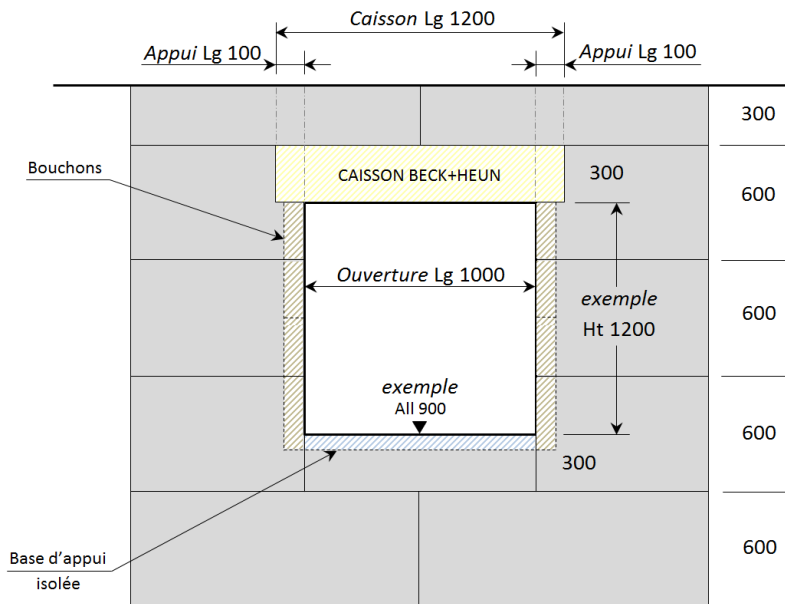 Caisson Lg 1200
Appui Lg 100
Appui Lg 100
300
Bouchons
CAISSON BECK+HEUN
300
600
Ouverture Lg 1000
exemple
Ht 1200
600
exemple
All 900
600
300
Base d'appui
isolée
600